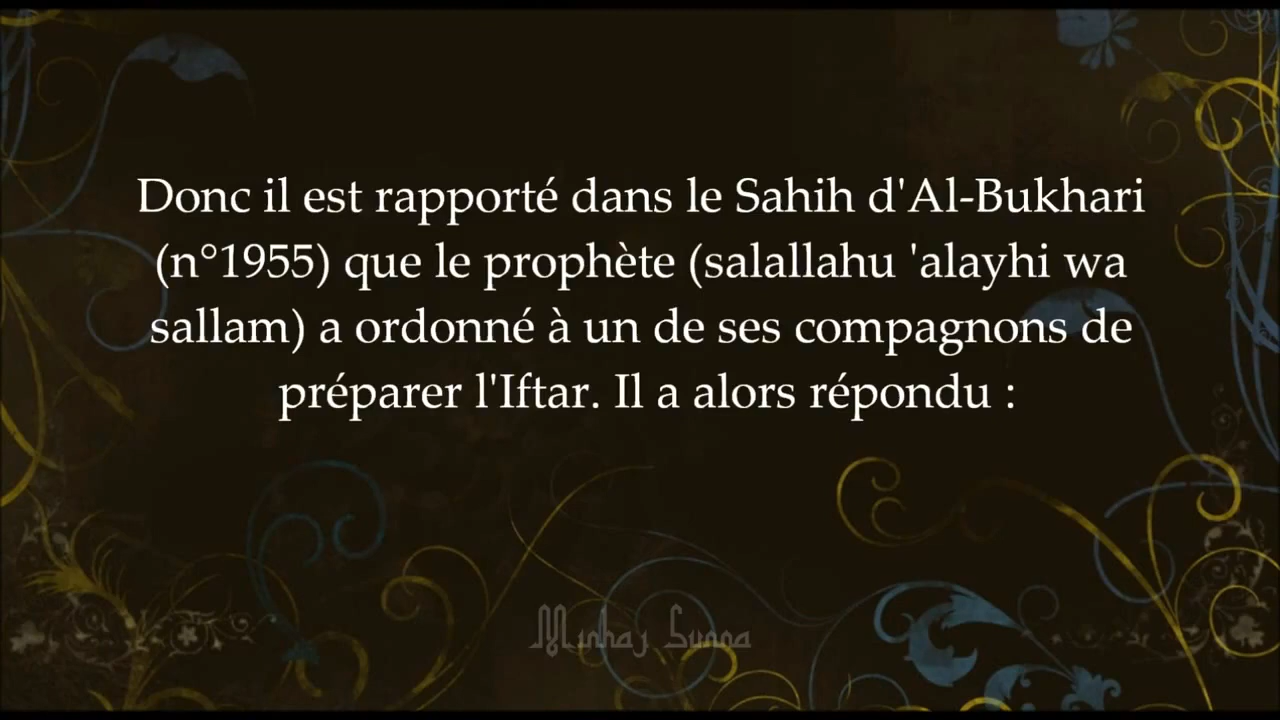 Donc il est rapporté dans le Sahih d'Al-Bukhari
(n°1955) que le prophète (salallahu 'alayhi wa
sallam) a ordonné à un de ses compagnons de
préparer l'Iftar. Il a alors répondu :
Minhaj Sunna